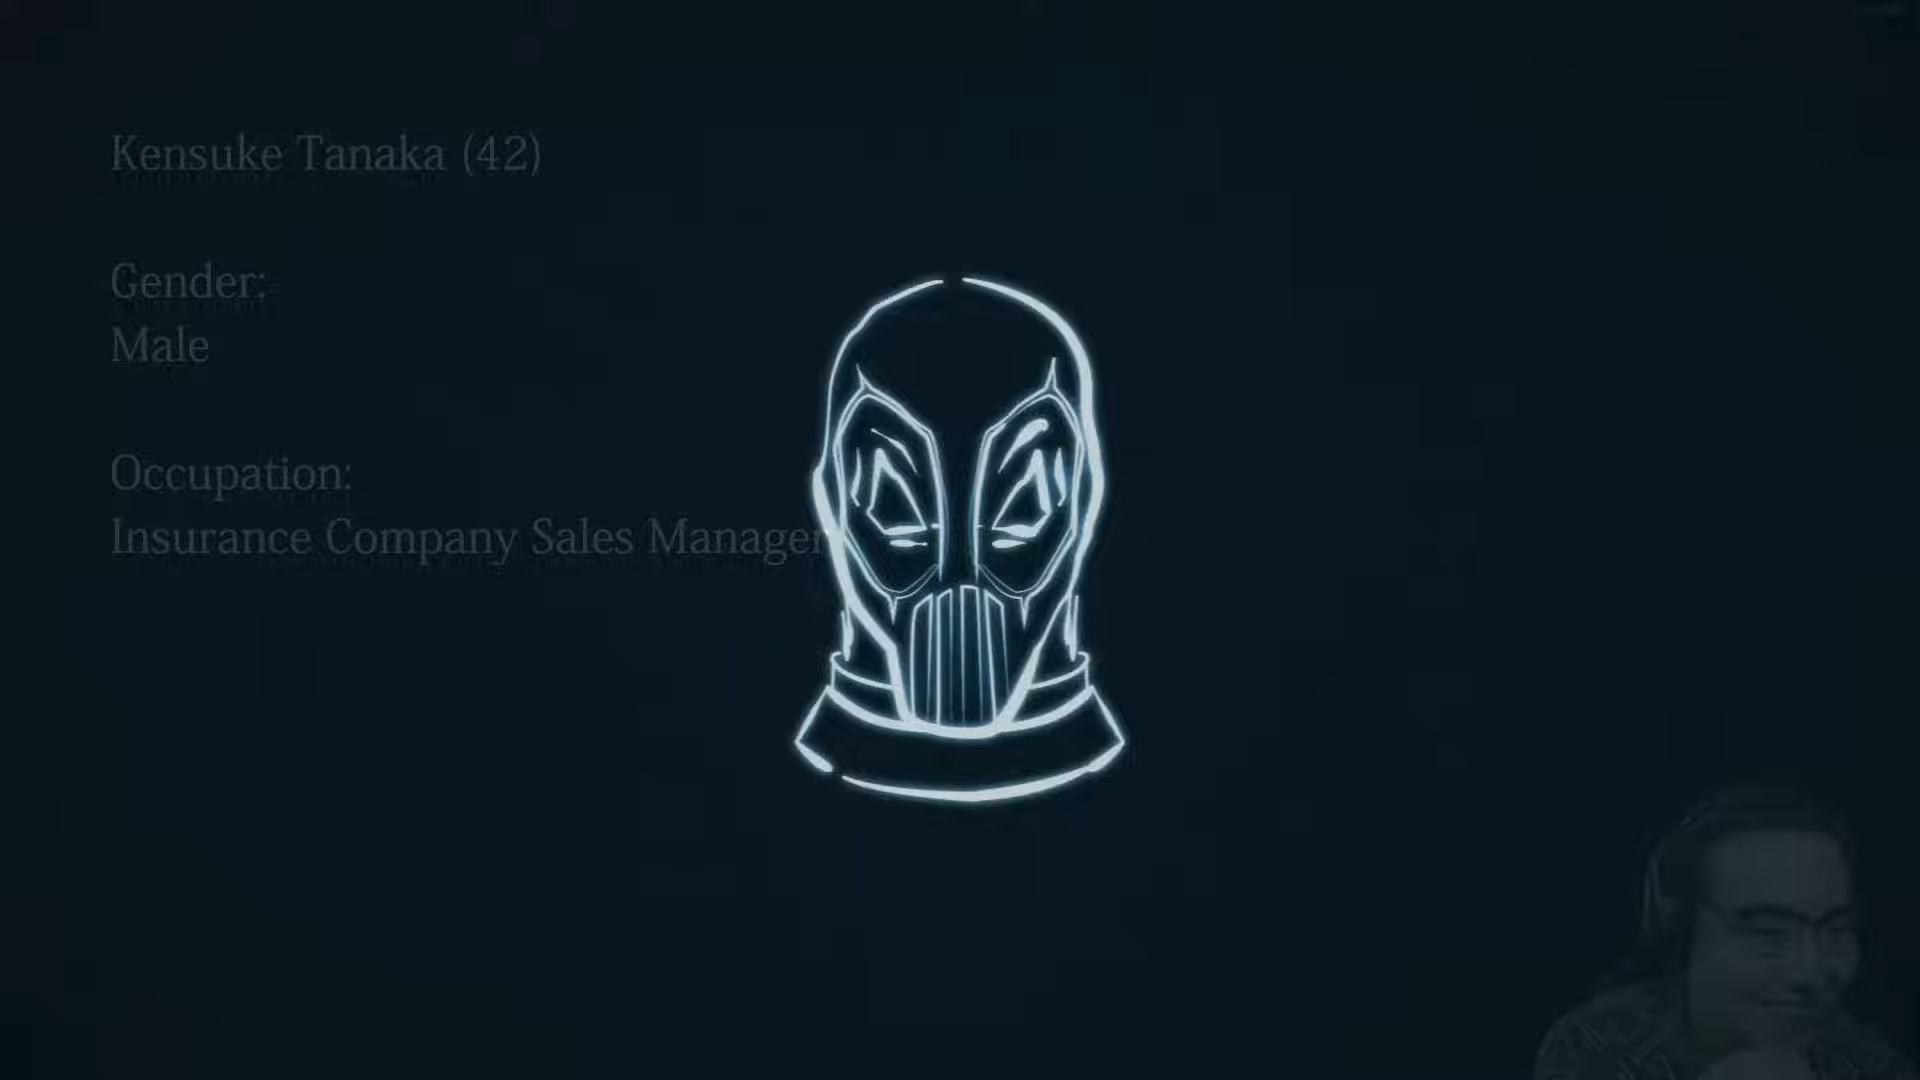 Kensuke Tanaka (42)
Gender:
Male
Occupation:
Insurance Company Sales Manager